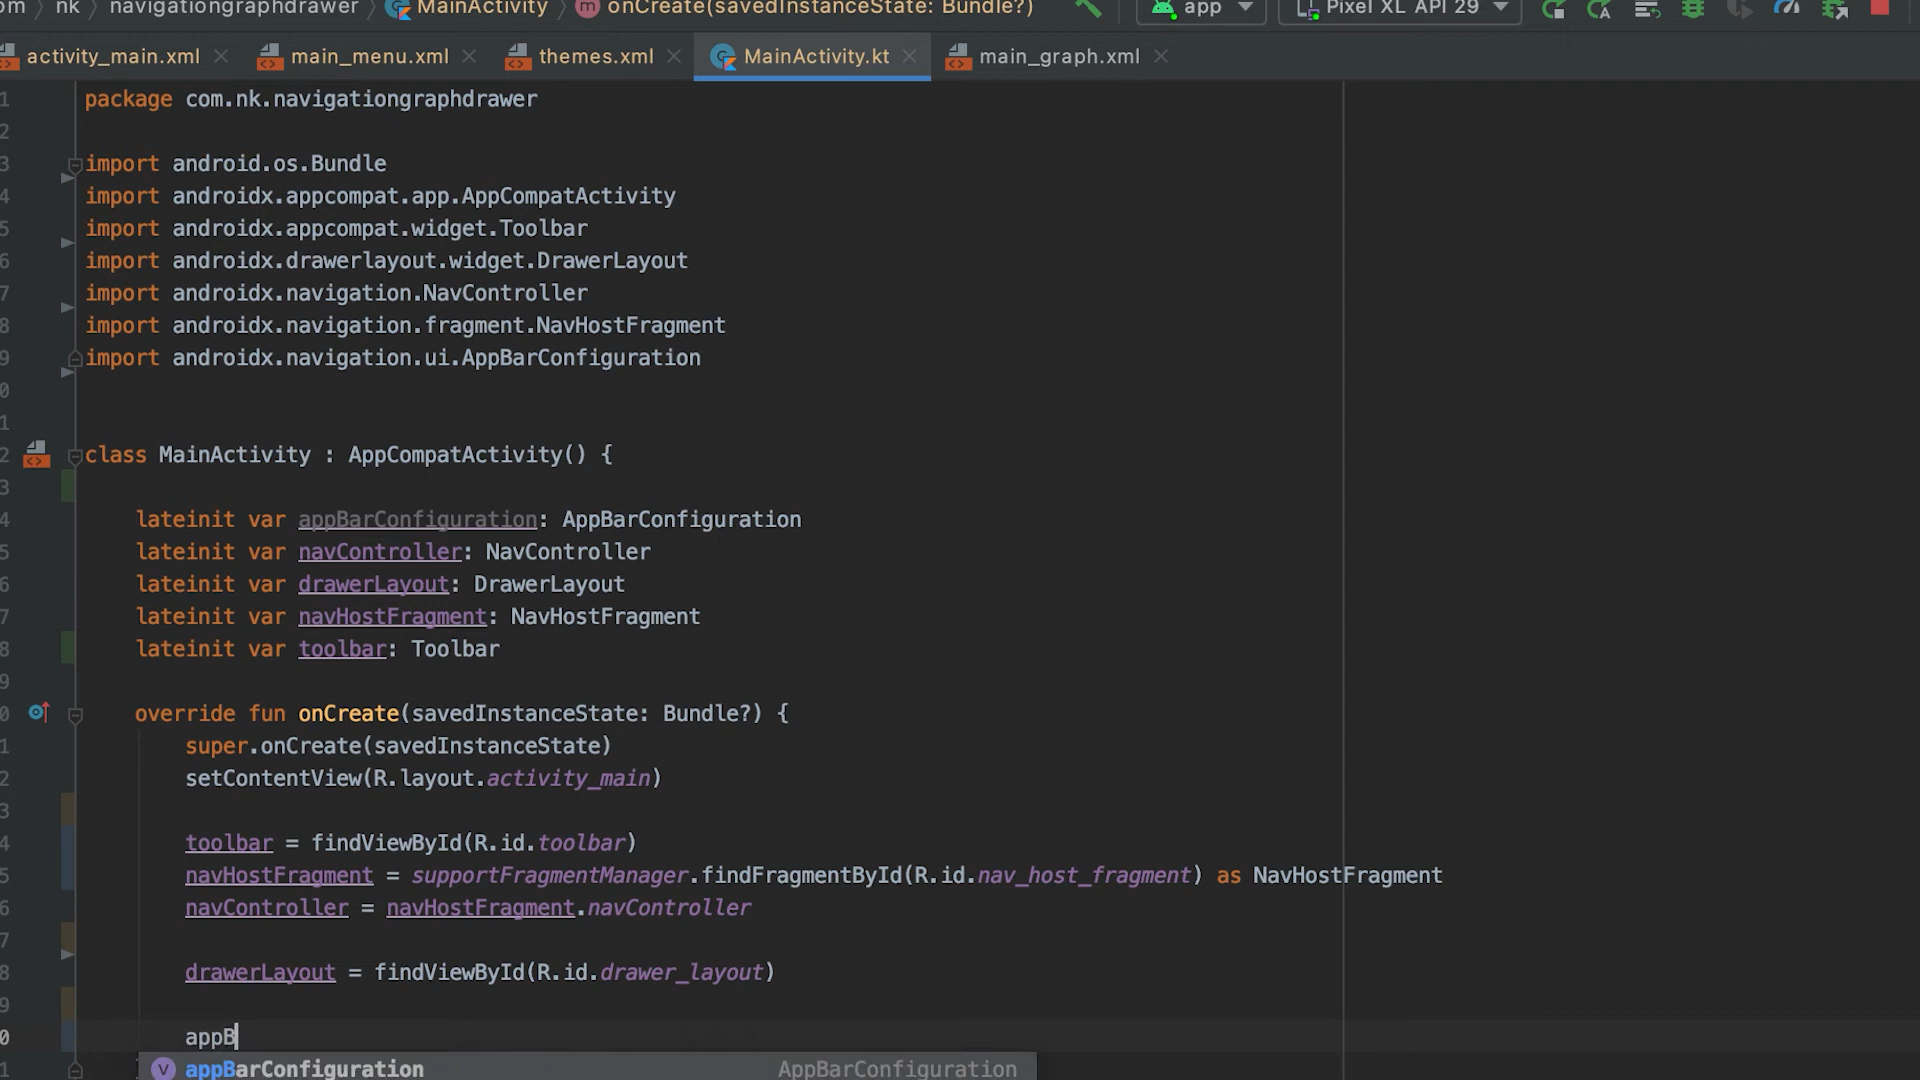 om nk navigationgraphdrawer MainActivity onCreate(savedInstanceState: Bundle?) app Pixel XL API 29
activity_main.xml main_menu.xml themes.xml MainActivity.kt main_graph.xml
1 package com.nk.navigationgraphdrawer
2
3 import android.os.Bundle
4 import androidx.appcompat.app.AppCompatActivity
5 import androidx.appcompat.widget.Toolbar
6 import androidx.drawerlayout.widget.DrawerLayout
7 import androidx.navigation.NavController
8 import androidx.navigation.fragment.NavHostFragment
9 import androidx.navigation.ui.AppBarConfiguration
0
1
2 class MainActivity : AppCompatActivity() {
3
4 lateinit var appBarConfiguration: AppBarConfiguration
5 lateinit var navController: NavController
6 lateinit var drawerLayout: DrawerLayout
7 lateinit var navHostFragment: NavHostFragment
8 lateinit var toolbar: Toolbar
9
0 override fun onCreate(savedInstanceState: Bundle?) {
1 super.onCreate(savedInstanceState)
2 setContentView(R.layout.activity_main)
3
4 toolbar = findViewById(R.id.toolbar)
5 navHostFragment = supportFragmentManager.findFragmentById(R.id.nav_host_fragment) as NavHostFragment
6 navController = navHostFragment.navController
7
8 drawerLayout = findViewById(R.id.drawer_layout)
9
0 appB
1 appBarConfiguration AppBarConfiguration